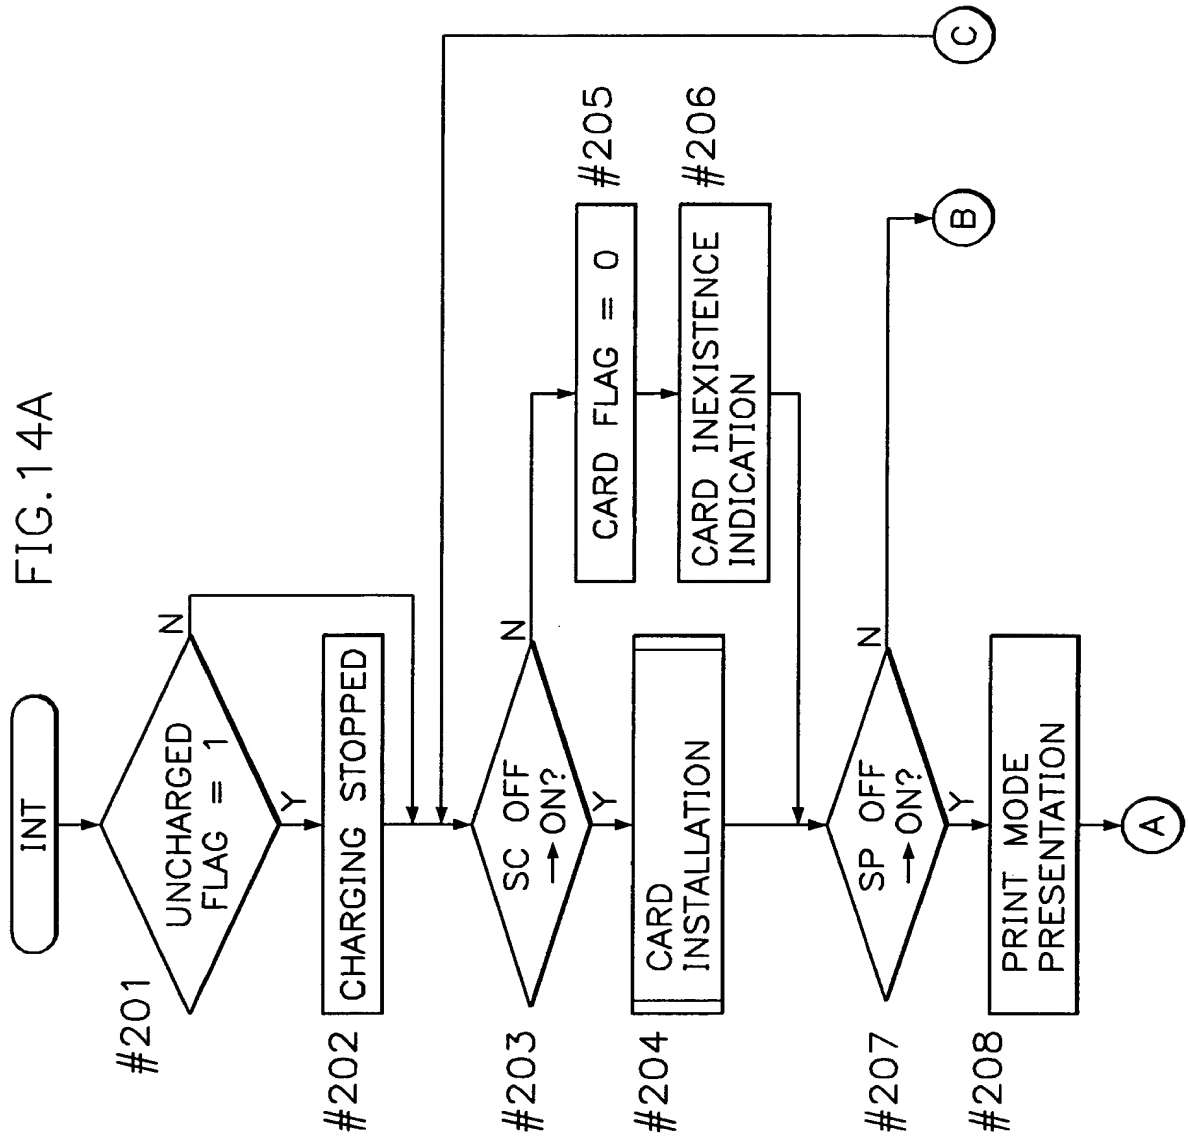 FIG.14A
INT
#201
UNCHARGED
FLAG = 1
N
Y
#202
CHARGING STOPPED
#203
SC OFF
→ ON?
N
Y
#205
CARD FLAG = 0
#206
CARD INEXISTENCE
INDICATION
#204
CARD
INSTALLATION
#207
SP OFF
→ ON?
N
Y
#208
PRINT MODE
PRESENTATION
A
B
C